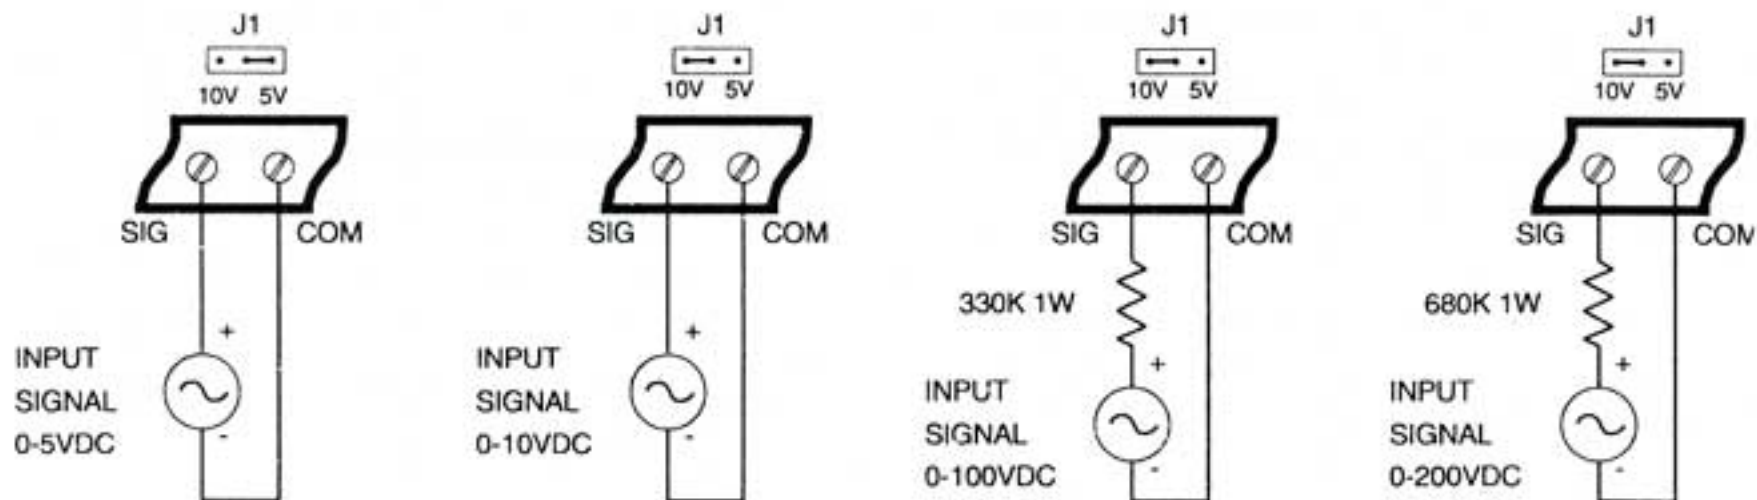 J1
10V 5V
SIG COM
+
INPUT
SIGNAL
0-5VDC
-
J1
10V 5V
SIG COM
+
INPUT
SIGNAL
0-10VDC
-
J1
10V 5V
SIG COM
330K 1W
+
INPUT
SIGNAL
0-100VDC
-
J1
10V 5V
SIG COM
680K 1W
+
INPUT
SIGNAL
0-200VDC
-